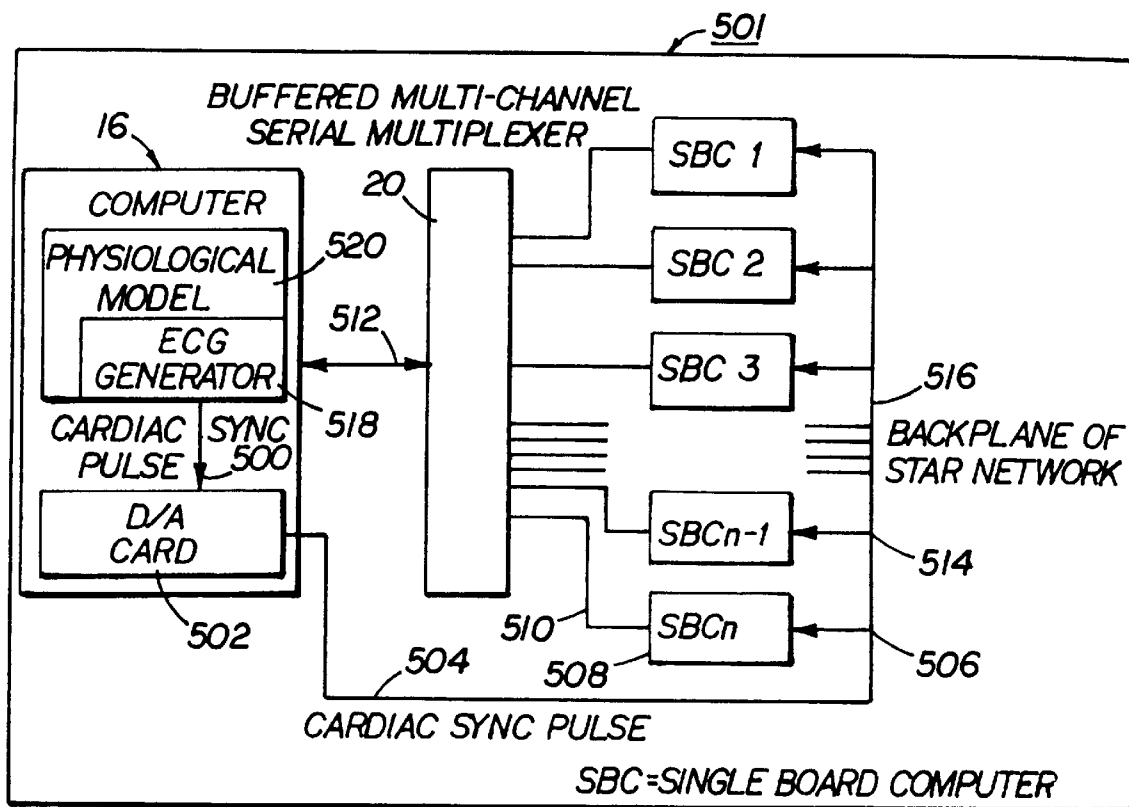 501
BUFFERED MULTI-CHANNEL
SERIAL MULTIPLEXER
16
COMPUTER
20
SBC 1
PHYSIOLOGICAL
MODEL
520
SBC 2
ECG
GENERATOR
512
SBC 3
518
516
CARDIAC SYNC
PULSE
500
BACKPLANE OF
STAR NETWORK
D/A
CARD
SBCn-1
514
502
510
SBCn
508
506
504
CARDIAC SYNC PULSE
SBC=SINGLE BOARD COMPUTER